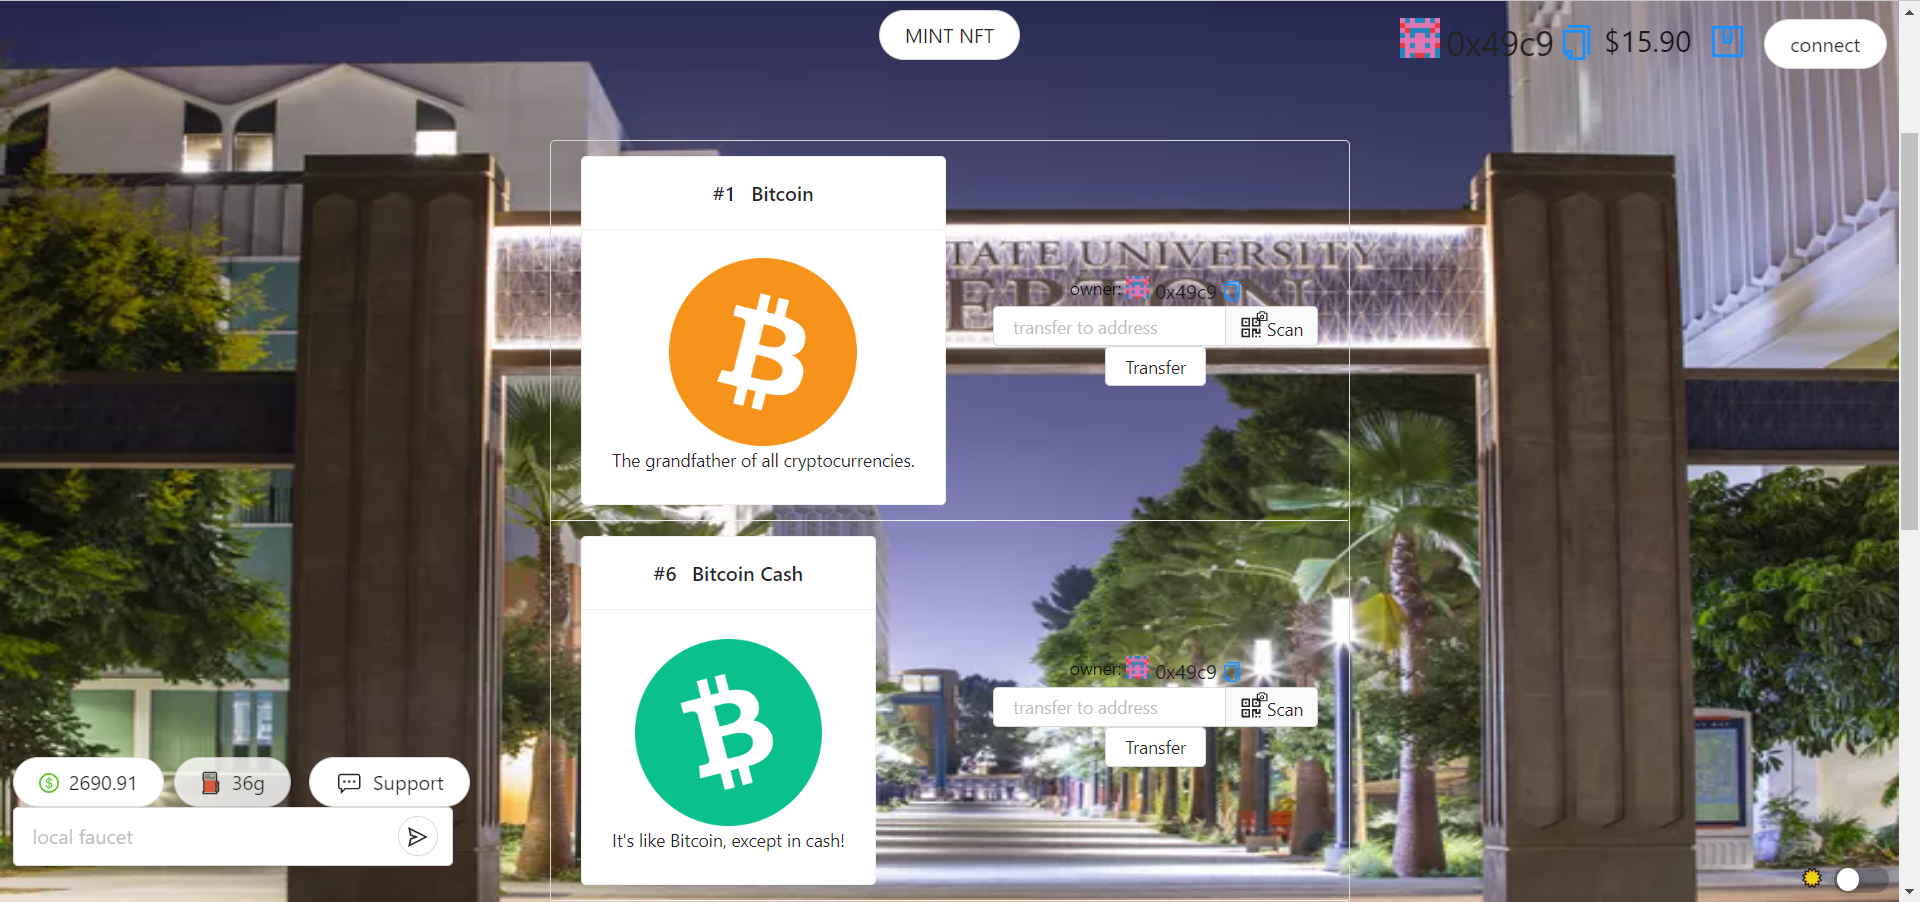 MINT NFT
0x49c9 $15.90
connect
#1 Bitcoin
TATE UNIVERSITY
owner: 0x49c9
transfer to address
Scan
Transfer
The grandfather of all cryptocurrencies.
#6 Bitcoin Cash
owner: 0x49c9
transfer to address
Scan
Transfer
2690.91
36g
Support
local faucet
It's like Bitcoin, except in cash!